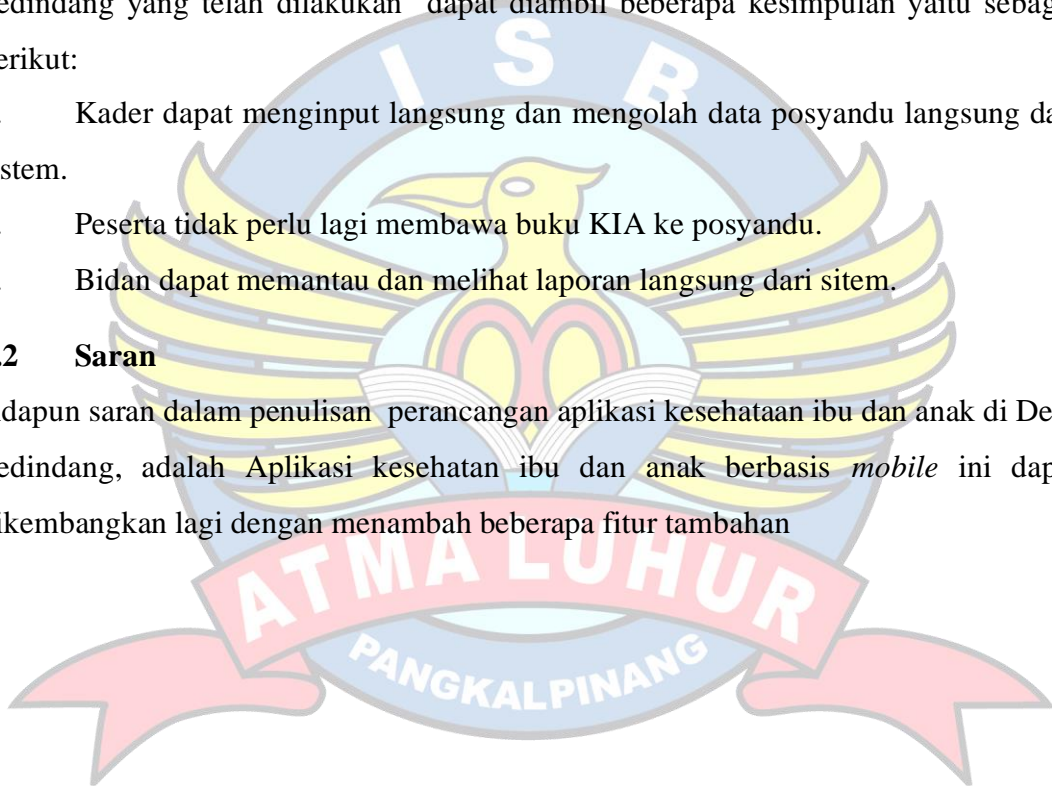 edindang yang telah dilakukan dapat diambil beberapa kesimpulan yaitu sebag
erikut:
. Kader dapat menginput langsung dan mengolah data posyandu langsung da
stem.
. Peserta tidak perlu lagi membawa buku KIA ke posyandu.
. Bidan dapat memantau dan melihat laporan langsung dari sitem.
.2 Saran
dapun saran dalam penulisan perancangan aplikasi kesehataan ibu dan anak di De
edindang, adalah Aplikasi kesehatan ibu dan anak berbasis mobile ini dap
ikembangkan lagi dengan menambah beberapa fitur tambahan
I S B
ATMA LUHUR
PANGKALPINANG